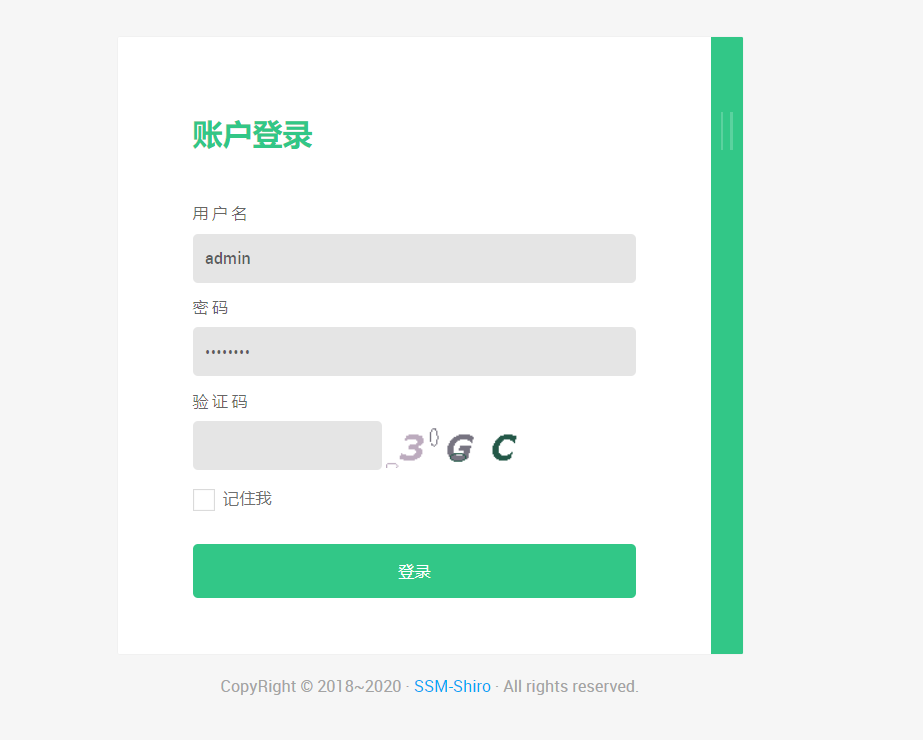 账户登录
用 户 名
admin
密 码
••••••••
验 证 码
3 G C
记住我
登录
CopyRight © 2018~2020 · SSM-Shiro · All rights reserved.